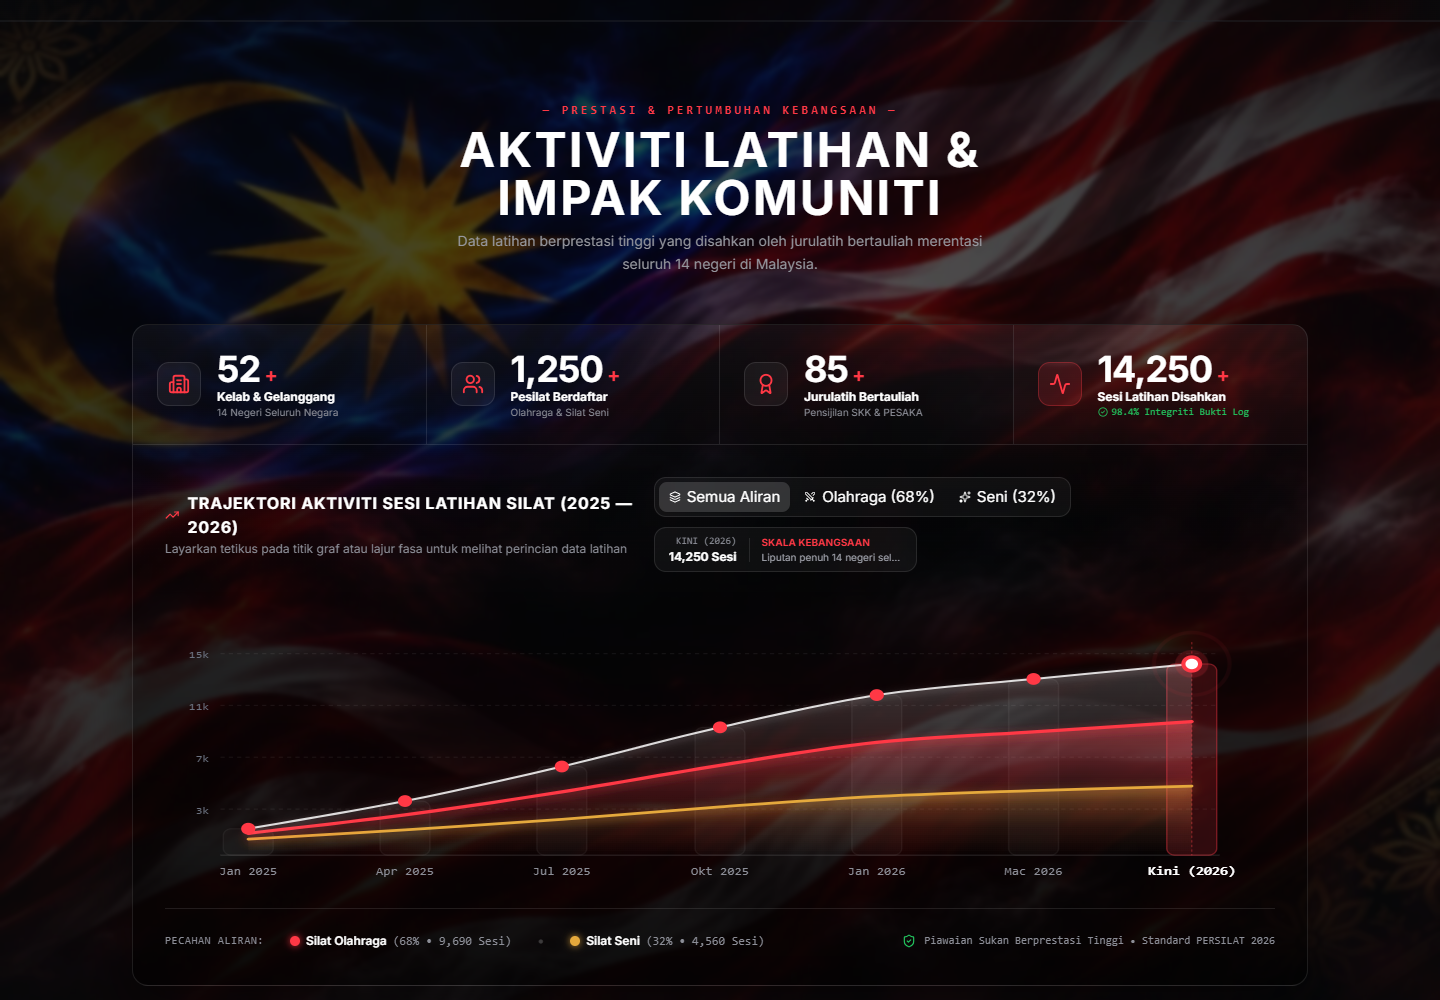 — PRESTASI & PERTUMBUHAN KEBANGSAAN —
AKTIVITI LATIHAN &
IMPAK KOMUNITI
Data latihan berprestasi tinggi yang disahkan oleh jurulatih bertauliah merentasi
seluruh 14 negeri di Malaysia.
52 +
Kelab & Gelanggang
14 Negeri Seluruh Negara
1,250 +
Pesilat Berdaftar
Olahraga & Silat Seni
85 +
Jurulatih Bertauliah
Pensijilan SKK & PESAKA
14,250 +
Sesi Latihan Disahkan
98.4% Integriti Bukti Log
TRAJEKTORI AKTIVITI SESI LATIHAN SILAT (2025 —
2026)
Layarkan tetikus pada titik graf atau lajur fasa untuk melihat perincian data latihan
Semua Aliran
Olahraga (68%)
Seni (32%)
KINI (2026)
14,250 Sesi
SKALA KEBANGSAAN
Liputan penuh 14 negeri sel...
15k
11k
7k
3k
Jan 2025
Apr 2025
Jul 2025
Okt 2025
Jan 2026
Mac 2026
Kini (2026)
PECAHAN ALIRAN:
Silat Olahraga (68% • 9,690 Sesi)
•
Silat Seni (32% • 4,560 Sesi)
Piawaian Sukan Berprestasi Tinggi • Standard PERSILAT 2026